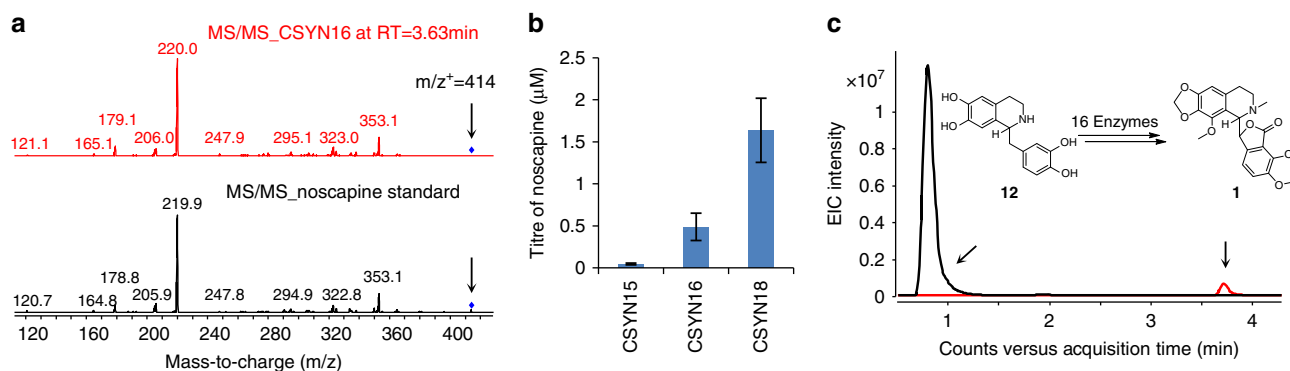 a
MS/MS_CSYN16 at RT=3.63min
220.0
m/z+=414
179.1
353.1
121.1
165.1
206.0
247.9
295.1
323.0
MS/MS_noscapine standard
219.9
178.8
353.1
120.7
164.8
205.9
247.8
294.9
322.8
120 160 200 240 280 320 360 400
Mass-to-charge (m/z)
b
Titre of noscapine (µM)
2.5
2
1.5
1
0.5
0
CSYN15
CSYN16
CSYN18
c
EIC intensity
×10⁷
1
0.8
0.6
0.4
0.2
0
HO
HO
NH
H
OH
OH
12
16 Enzymes
O
O
N
Me
O
H
O
O
O
O
1
1 2 3 4
Counts versus acquisition time (min)